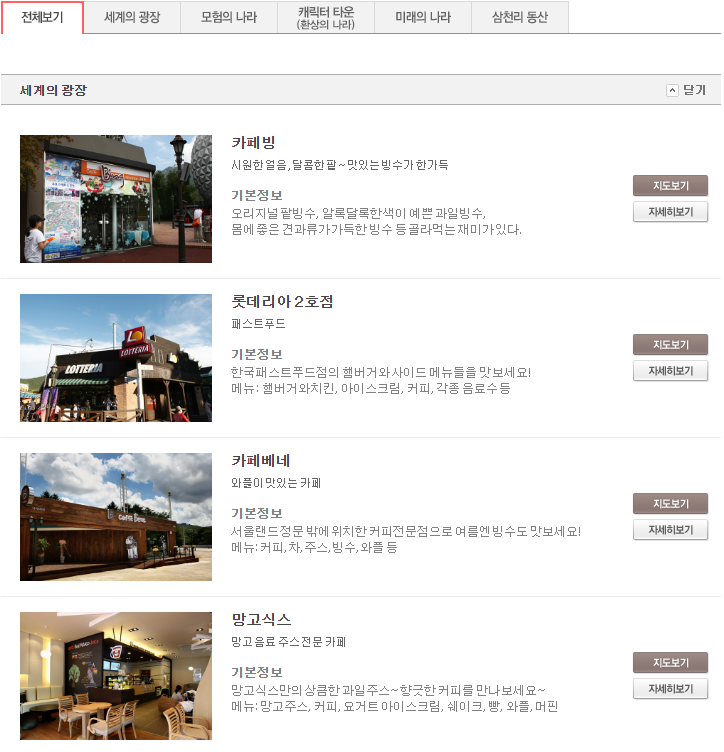 전체보기
세계의 광장
모험의 나라
캐릭터 타운
(환상의 나라)
미래의 나라
삼천리 동산
세계의 광장
닫기
카페빙
시원한 얼음, 달콤한 팥 ~ 맛있는 빙수가 한가득
기본정보
오리지널 팥빙수, 알록달록한 색이 예쁜 과일빙수,
몸에 좋은 견과류가 가득한 빙수 등 골라먹는 재미가 있다.
지도보기
자세히보기
롯데리아 2호점
패스트푸드
기본정보
한국패스트푸드점의 햄버거와 사이드 메뉴들을 맛보세요!
메뉴 : 햄버거와 치킨, 아이스크림, 커피, 각종 음료수 등
지도보기
자세히보기
LOTTERIA
LOTTERIA
카페베네
와플이 맛있는 카페
기본정보
서울랜드 정문 밖에 위치한 커피전문점으로 여름엔 빙수도 맛보세요!
메뉴: 커피, 차, 주스, 빙수, 와플 등
지도보기
자세히보기
망고식스
망고 음료 주스 전문 카페
기본정보
망고식스만의 상큼한 과일주스~ 향긋한 커피를 만나보세요~
메뉴: 망고주스, 커피, 요거트 아이스크림, 쉐이크, 빵, 와플, 머핀
지도보기
자세히보기